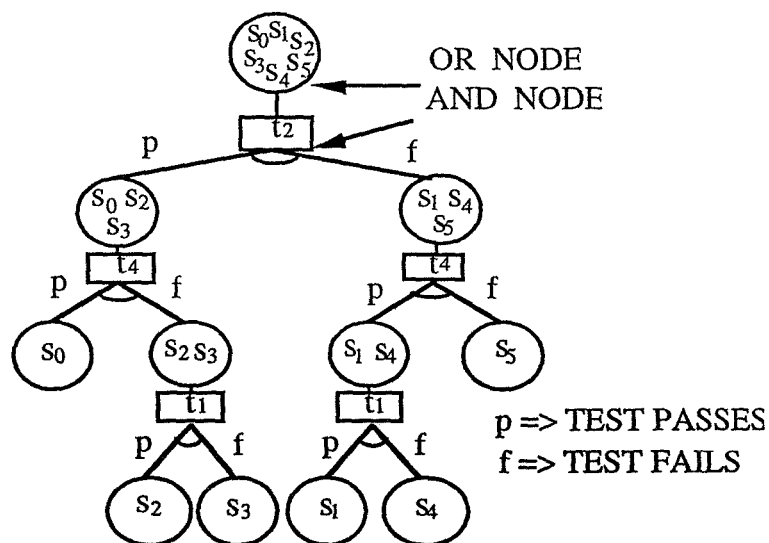 S₀ S₁ S₂
S₃ S₄ S₅
OR NODE
AND NODE
t₂
p
f
S₀ S₂
S₃
S₁ S₄
S₅
t₄
t₄
p
f
p
f
S₀
S₂ S₃
S₁ S₄
S₅
t₁
t₁
p => TEST PASSES
p
f
p
f
f => TEST FAILS
S₂
S₃
S₁
S₄